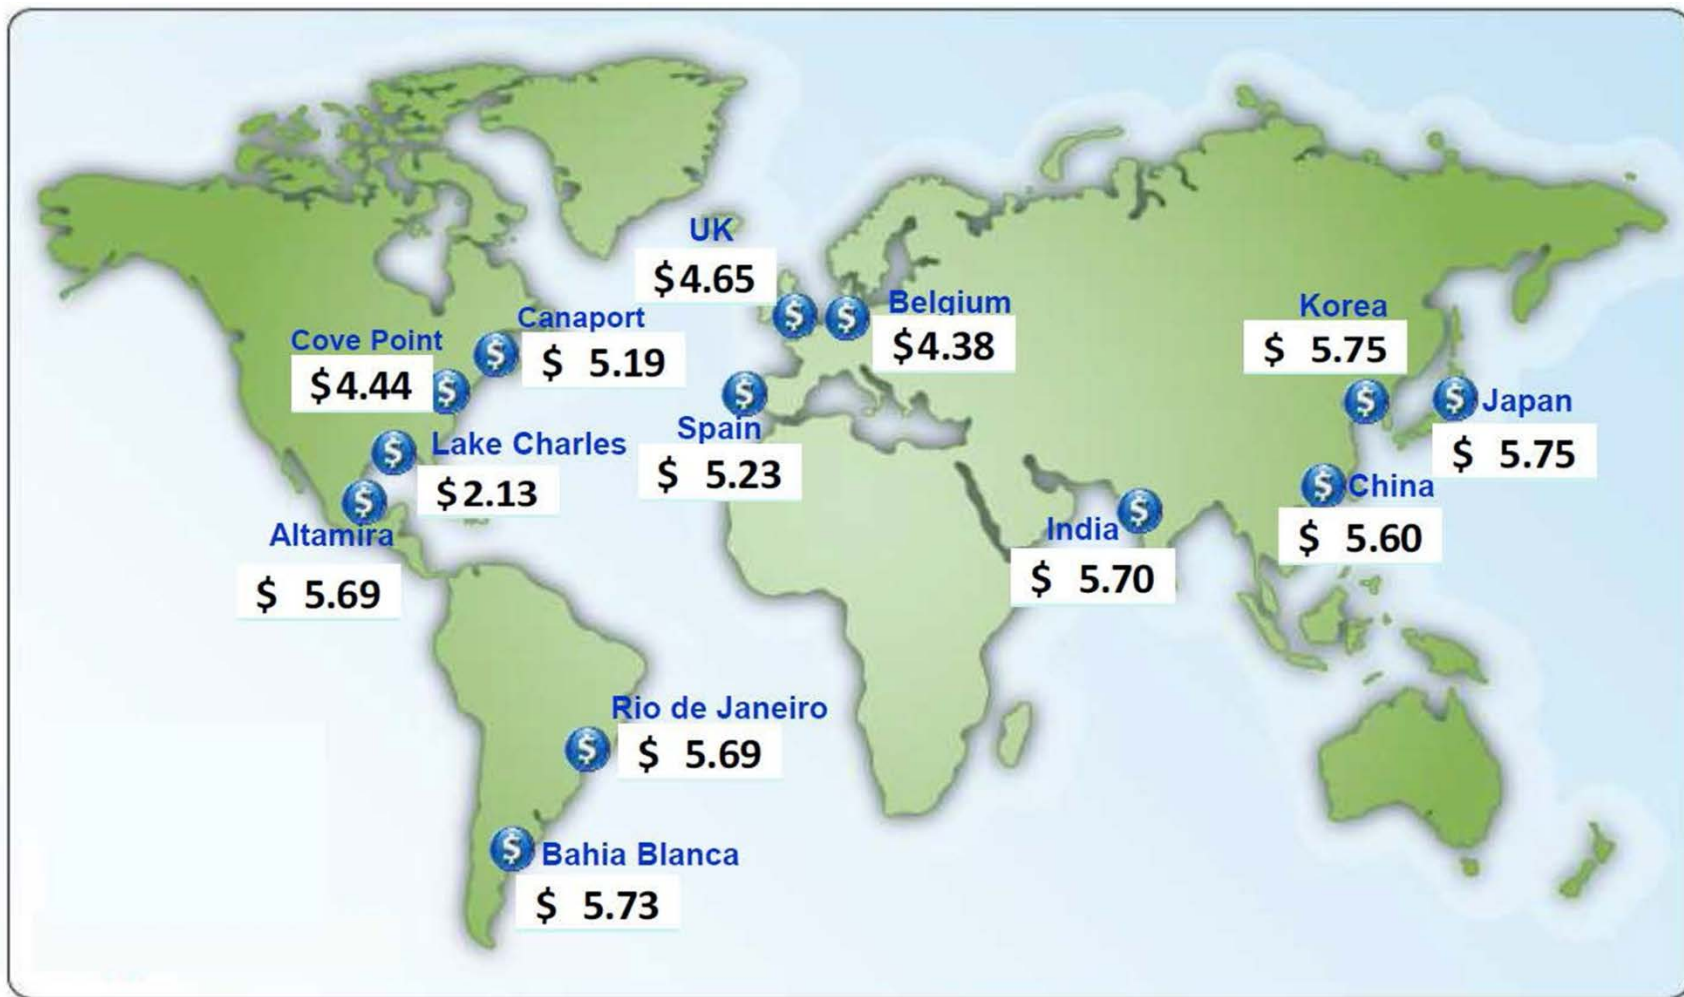 UK
$4.65
Canaport
$ 5.19
Cove Point
$4.44
Belgium
$4.38
Korea
$ 5.75
Japan
$ 5.75
Lake Charles
$2.13
Spain
$ 5.23
China
$ 5.60
India
$ 5.70
Altamira
$ 5.69
Rio de Janeiro
$ 5.69
Bahia Blanca
$ 5.73